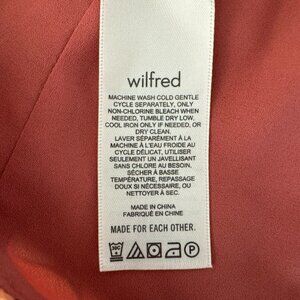 wilfred
MACHINE WASH COLD GENTLE
CYCLE SEPARATELY, ONLY
NON-CHLORINE BLEACH WHEN
NEEDED, TUMBLE DRY LOW.
COOL IRON ONLY IF NEEDED, OR
DRY CLEAN.
LAVER SÉPARÉMENT À LA
MACHINE À L'EAU FROIDE AU
CYCLE DÉLICAT, UTILISER
SEULEMENT UN JAVELLISANT
SANS CHLORE AU BESOIN.
SÉCHER À BASSE
TEMPÉRATURE, REPASSAGE
DOUX SI NÉCESSAIRE, OU
NETTOYER À SEC.
MADE IN CHINA
FABRIQUÉ EN CHINE
MADE FOR EACH OTHER.